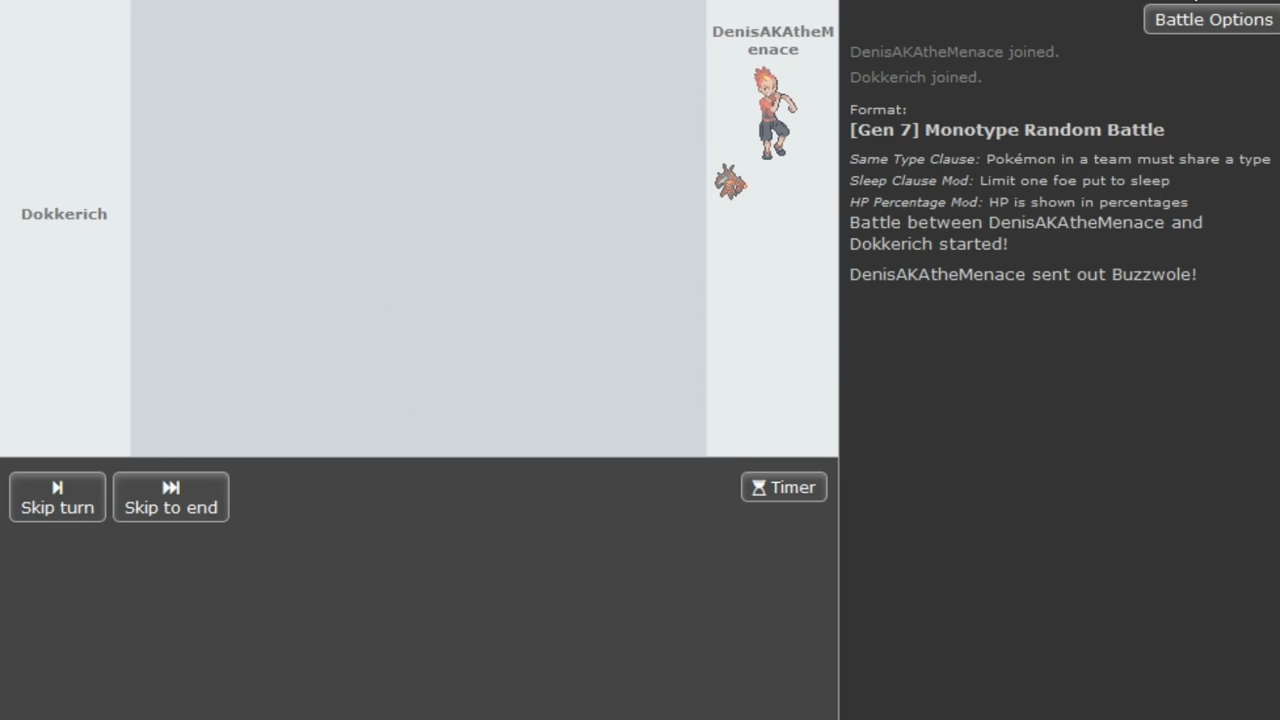 DenisAKAtheM
enace
Dokkerich
Skip turn
Skip to end
Timer
Battle Options
DenisAKAtheMenace joined.
Dokkerich joined.
Format:
[Gen 7] Monotype Random Battle
Same Type Clause: Pokémon in a team must share a type
Sleep Clause Mod: Limit one foe put to sleep
HP Percentage Mod: HP is shown in percentages
Battle between DenisAKAtheMenace and
Dokkerich started!
DenisAKAtheMenace sent out Buzzwole!